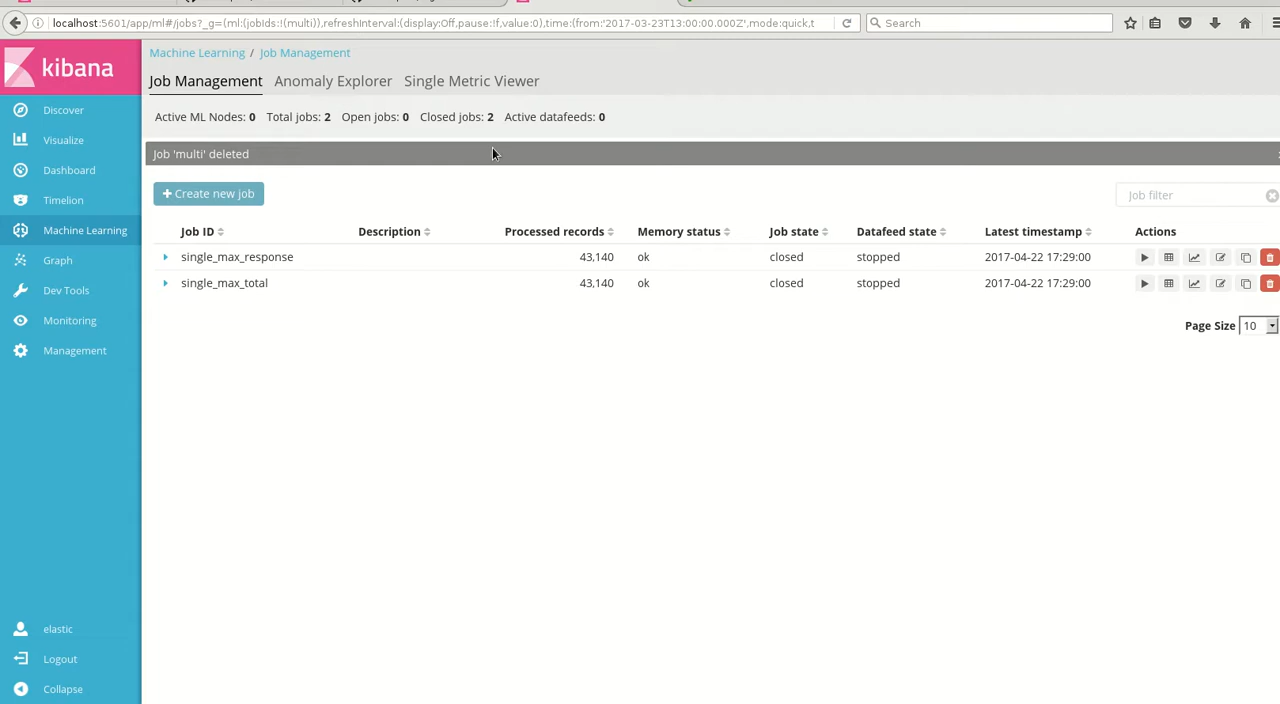 localhost:5601/app/ml#/jobs?_g=(ml:(jobIds:!(multi)),refreshInterval:(display:Off,pause:!f,value:0),time:(from:'2017-03-23T13:00:00.000Z',mode:quick,t
Search
kibana
Discover
Visualize
Dashboard
Timelion
Machine Learning
Graph
Dev Tools
Monitoring
Management
elastic
Logout
Collapse
Machine Learning / Job Management
Job Management Anomaly Explorer Single Metric Viewer
Active ML Nodes: 0 Total jobs: 2 Open jobs: 0 Closed jobs: 2 Active datafeeds: 0
Job 'multi' deleted
Create new job
Job filter
Job ID Description Processed records Memory status Job state Datafeed state Latest timestamp Actions
single_max_response 43,140 ok closed stopped 2017-04-22 17:29:00
single_max_total 43,140 ok closed stopped 2017-04-22 17:29:00
Page Size 10